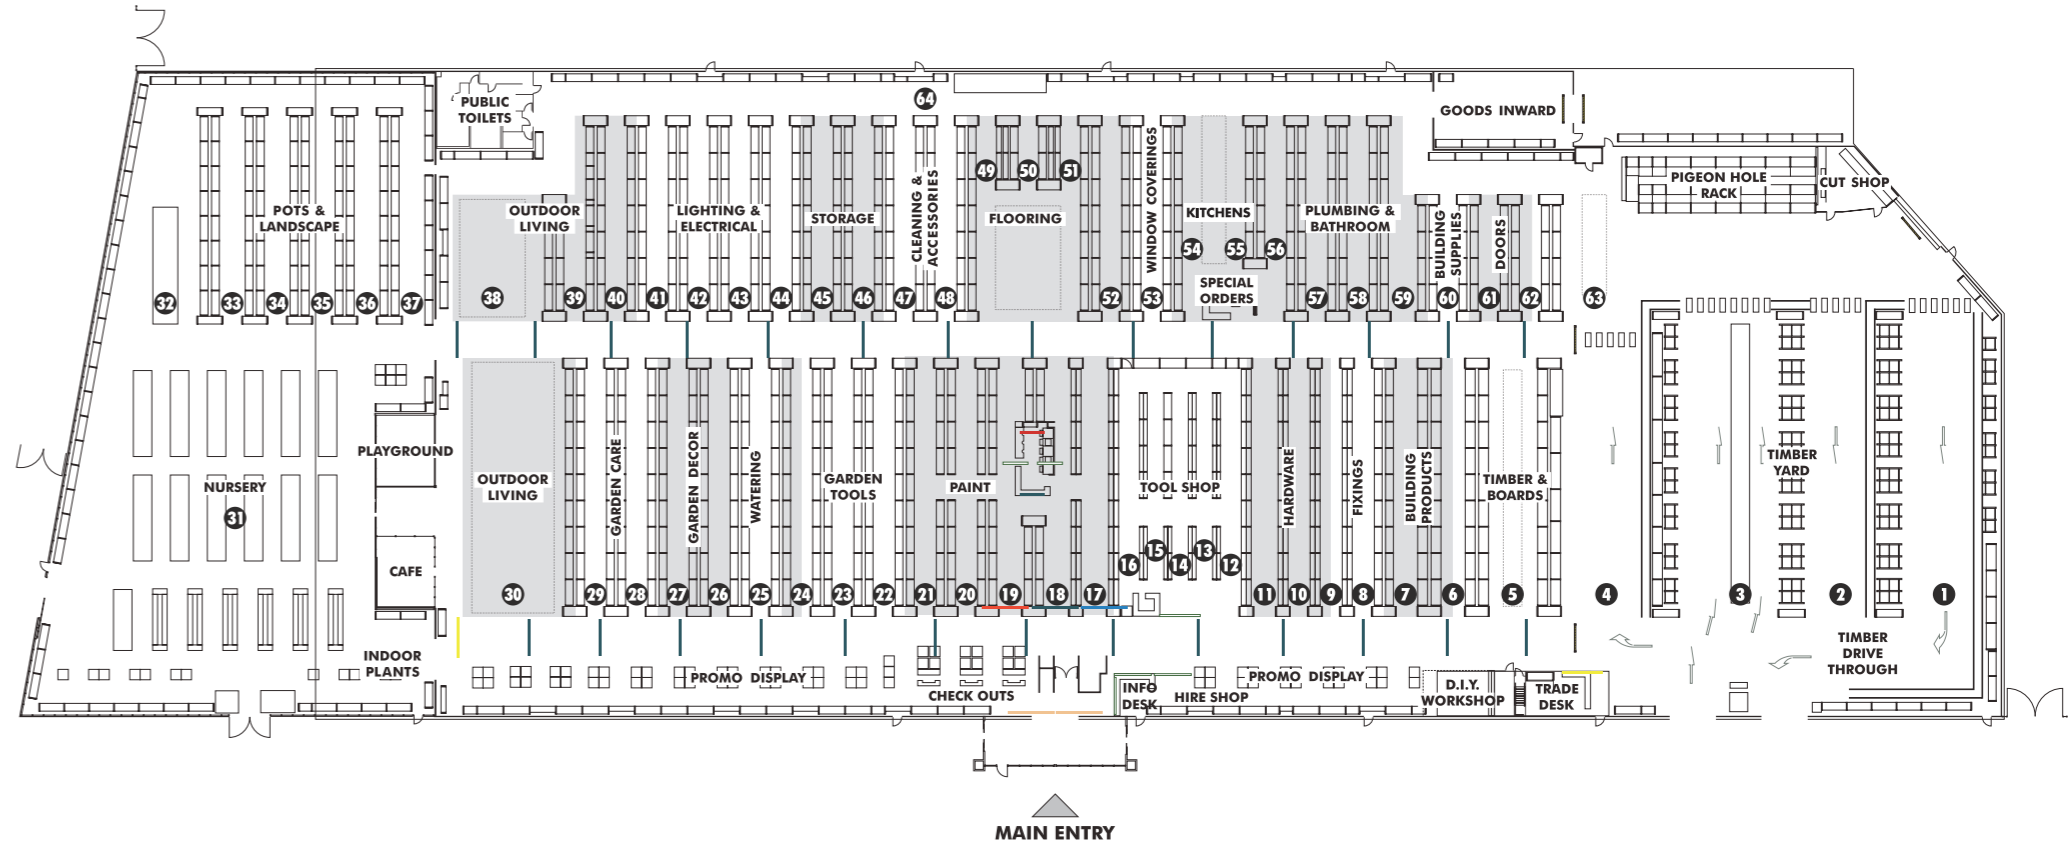 64
PUBLIC
TOILETS
GOODS INWARD
49
50
51
PIGEON HOLE
RACK
CUT SHOP
POTS &
LANDSCAPE
OUTDOOR
LIVING
LIGHTING &
ELECTRICAL
STORAGE
CLEANING &
ACCESSORIES
FLOORING
WINDOW COVERINGS
KITCHENS
PLUMBING &
BATHROOM
BUILDING
SUPPLIES
DOORS
54
55
56
SPECIAL
ORDERS
32
33
34
35
36
37
38
39
40
41
42
43
44
45
46
47
48
52
53
57
58
59
60
61
62
63
PLAYGROUND
NURSERY
31
CAFE
OUTDOOR
LIVING
GARDEN CARE
GARDEN DECOR
WATERING
GARDEN
TOOLS
PAINT
TOOL SHOP
HARDWARE
FIXINGS
BUILDING
PRODUCTS
TIMBER &
BOARDS
TIMBER
YARD
16
15
14
13
12
30
29
28
27
26
25
24
23
22
21
20
19
18
17
11
10
9
8
7
6
5
4
3
2
1
INDOOR
PLANTS
PROMO DISPLAY
CHECK OUTS
INFO
DESK
HIRE SHOP
PROMO DISPLAY
D.I.Y.
WORKSHOP
TRADE
DESK
TIMBER
DRIVE
THROUGH
MAIN ENTRY